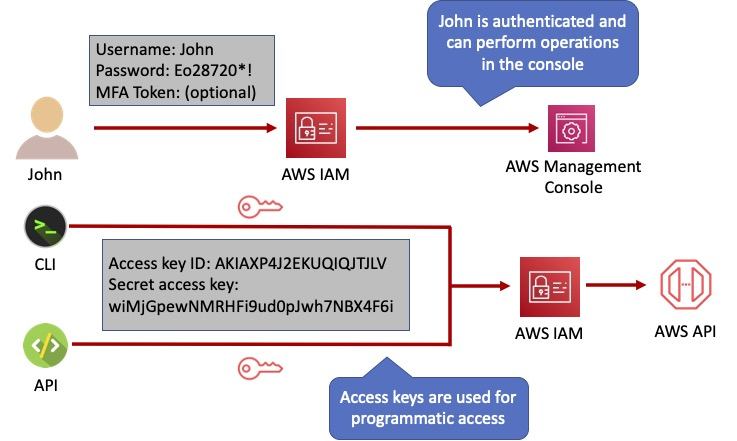 John is authenticated and
can perform operations
in the console
Username: John
Password: Eo28720*!
MFA Token: (optional)
John
AWS IAM
AWS Management
Console
CLI
Access key ID: AKIAXP4J2EKUQIQJTJLV
Secret access key:
wiMjGpewNMRHFi9ud0pJwh7NBX4F6i
AWS IAM
AWS API
API
Access keys are used for
programmatic access